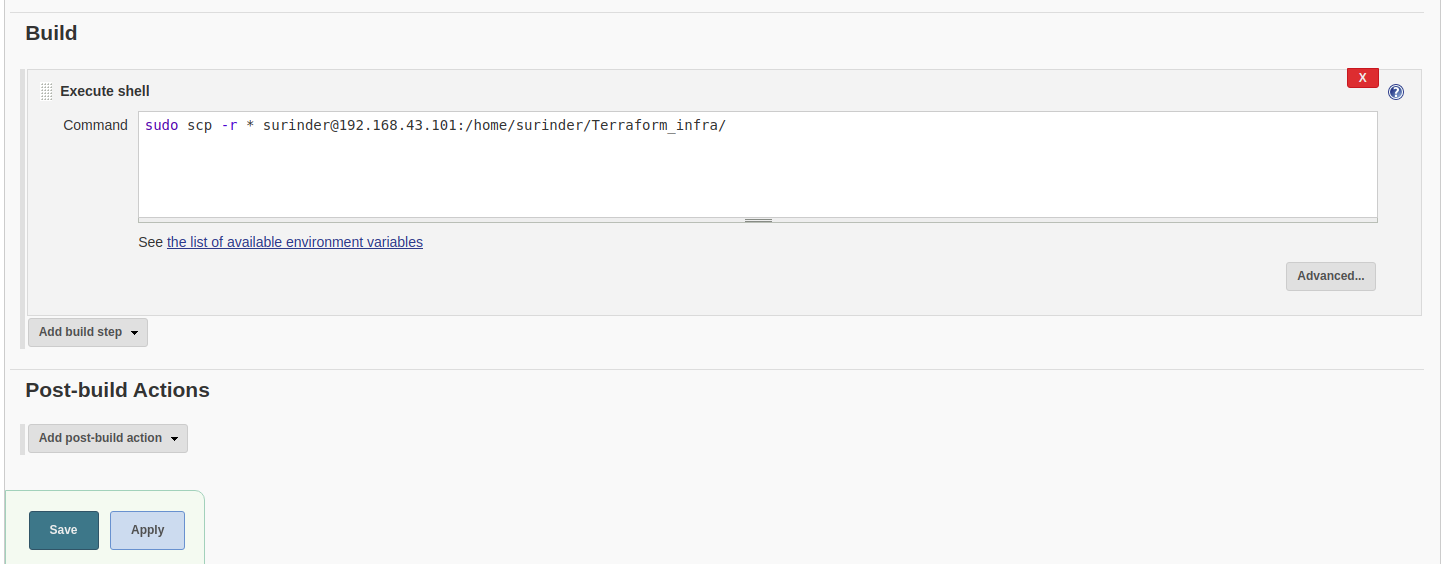 Build
X
Execute shell
?
Command
sudo scp -r * surinder@192.168.43.101:/home/surinder/Terraform_infra/
See the list of available environment variables
Advanced...
Add build step
Post-build Actions
Add post-build action
Save Apply